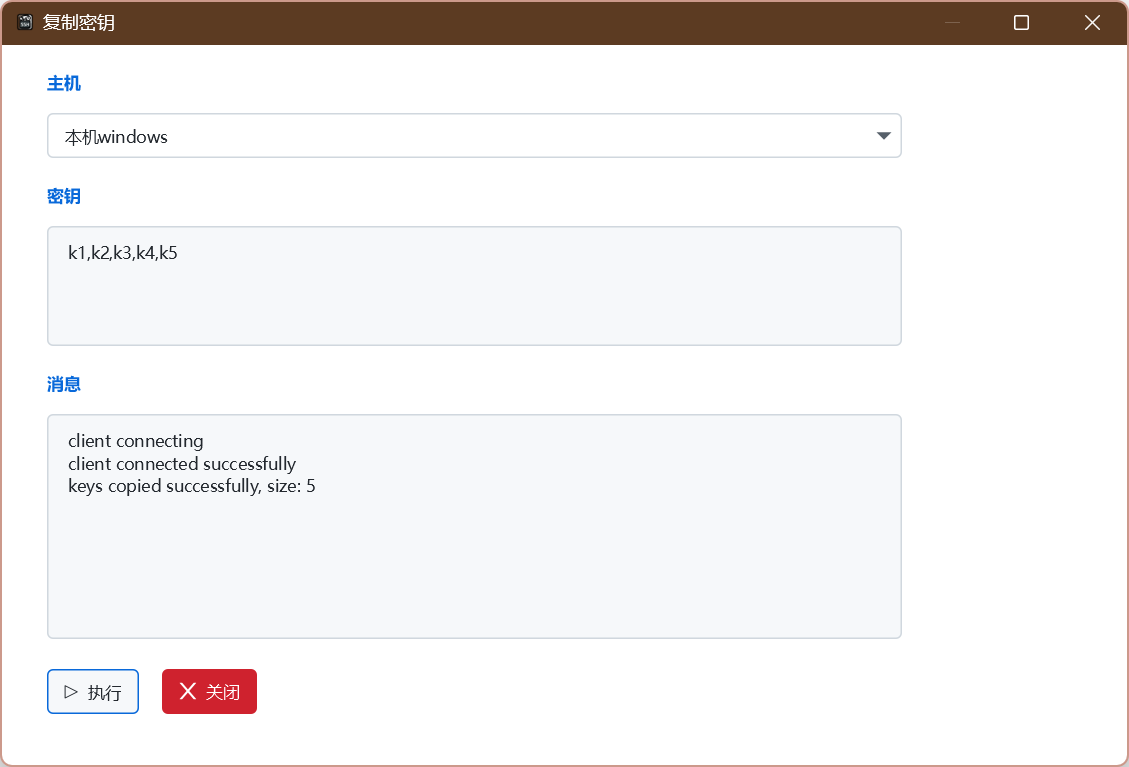 复制密钥
主机
本机windows
密钥
k1,k2,k3,k4,k5
消息
client connecting
client connected successfully
keys copied successfully, size: 5
执行
关闭